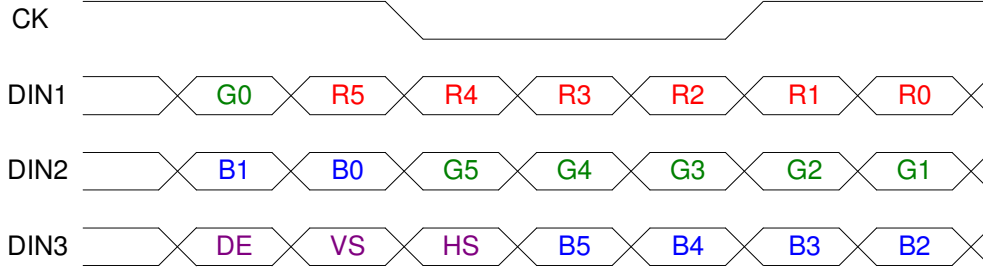 CK
DIN1 G0 R5 R4 R3 R2 R1 R0
DIN2 B1 B0 G5 G4 G3 G2 G1
DIN3 DE VS HS B5 B4 B3 B2